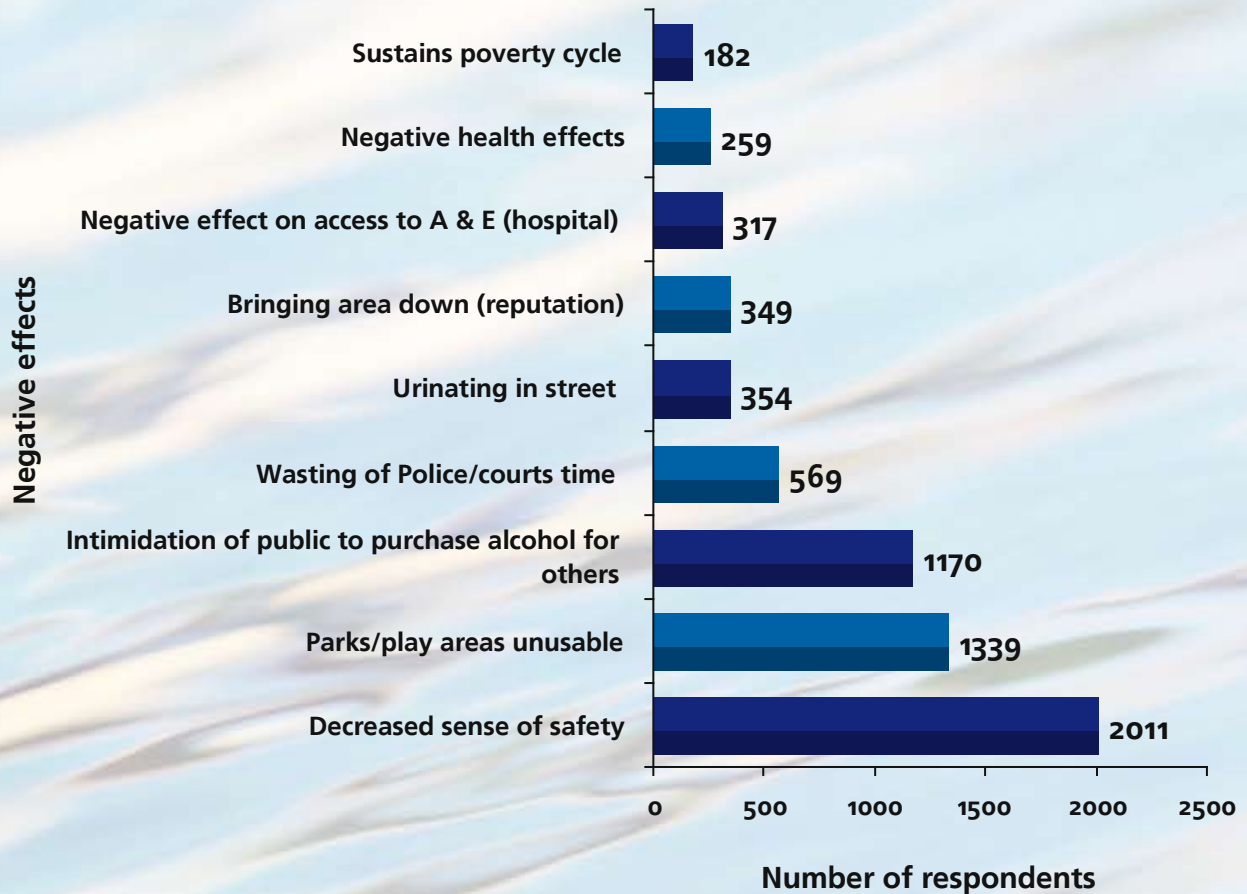 Negative effects
Sustains poverty cycle 182
Negative health effects 259
Negative effect on access to A & E (hospital) 317
Bringing area down (reputation) 349
Urinating in street 354
Wasting of Police/courts time 569
Intimidation of public to purchase alcohol for
others 1170
Parks/play areas unusable 1339
Decreased sense of safety 2011
0 500 1000 1500 2000 2500
Number of respondents